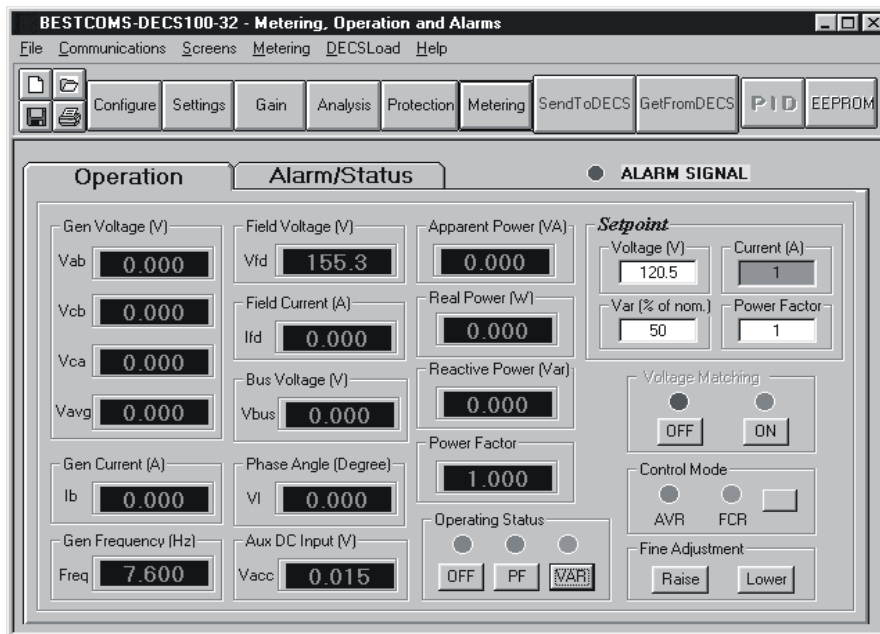 BESTCOMS-DECS100-32 - Metering, Operation and Alarms
File Communications Screens Metering DECSLoad Help
Configure Settings Gain Analysis Protection Metering SendToDECS GetFromDECS PID EEPROM
Operation Alarm/Status ALARM SIGNAL
Gen Voltage (V)
Vab 0.000
Vcb 0.000
Vca 0.000
Vavg 0.000
Gen Current (A)
Ib 0.000
Gen Frequency (Hz)
Freq 7.600
Field Voltage (V)
Vfd 155.3
Field Current (A)
Ifd 0.000
Bus Voltage (V)
Vbus 0.000
Phase Angle (Degree)
VI 0.000
Aux DC Input (V)
Vacc 0.015
Apparent Power (VA)
0.000
Real Power (W)
0.000
Reactive Power (Var)
0.000
Power Factor
1.000
Operating Status
OFF PF VAR
Setpoint
Voltage (V) Current (A)
120.5 1
Var (% of nom.) Power Factor
50 1
Voltage Matching
OFF ON
Control Mode
AVR FCR
Fine Adjustment
Raise Lower